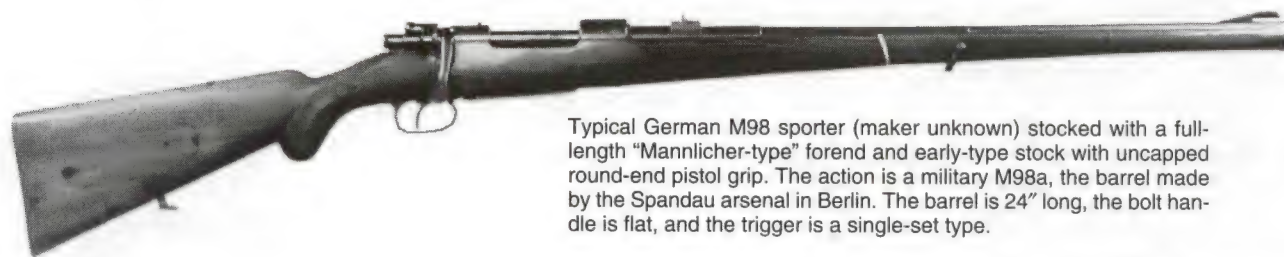 Typical German M98 sporter (maker unknown) stocked with a full-
length “Mannlicher-type” forend and early-type stock with uncapped
round-end pistol grip. The action is a military M98a, the barrel made
by the Spandau arsenal in Berlin. The barrel is 24″ long, the bolt han-
dle is flat, and the trigger is a single-set type.